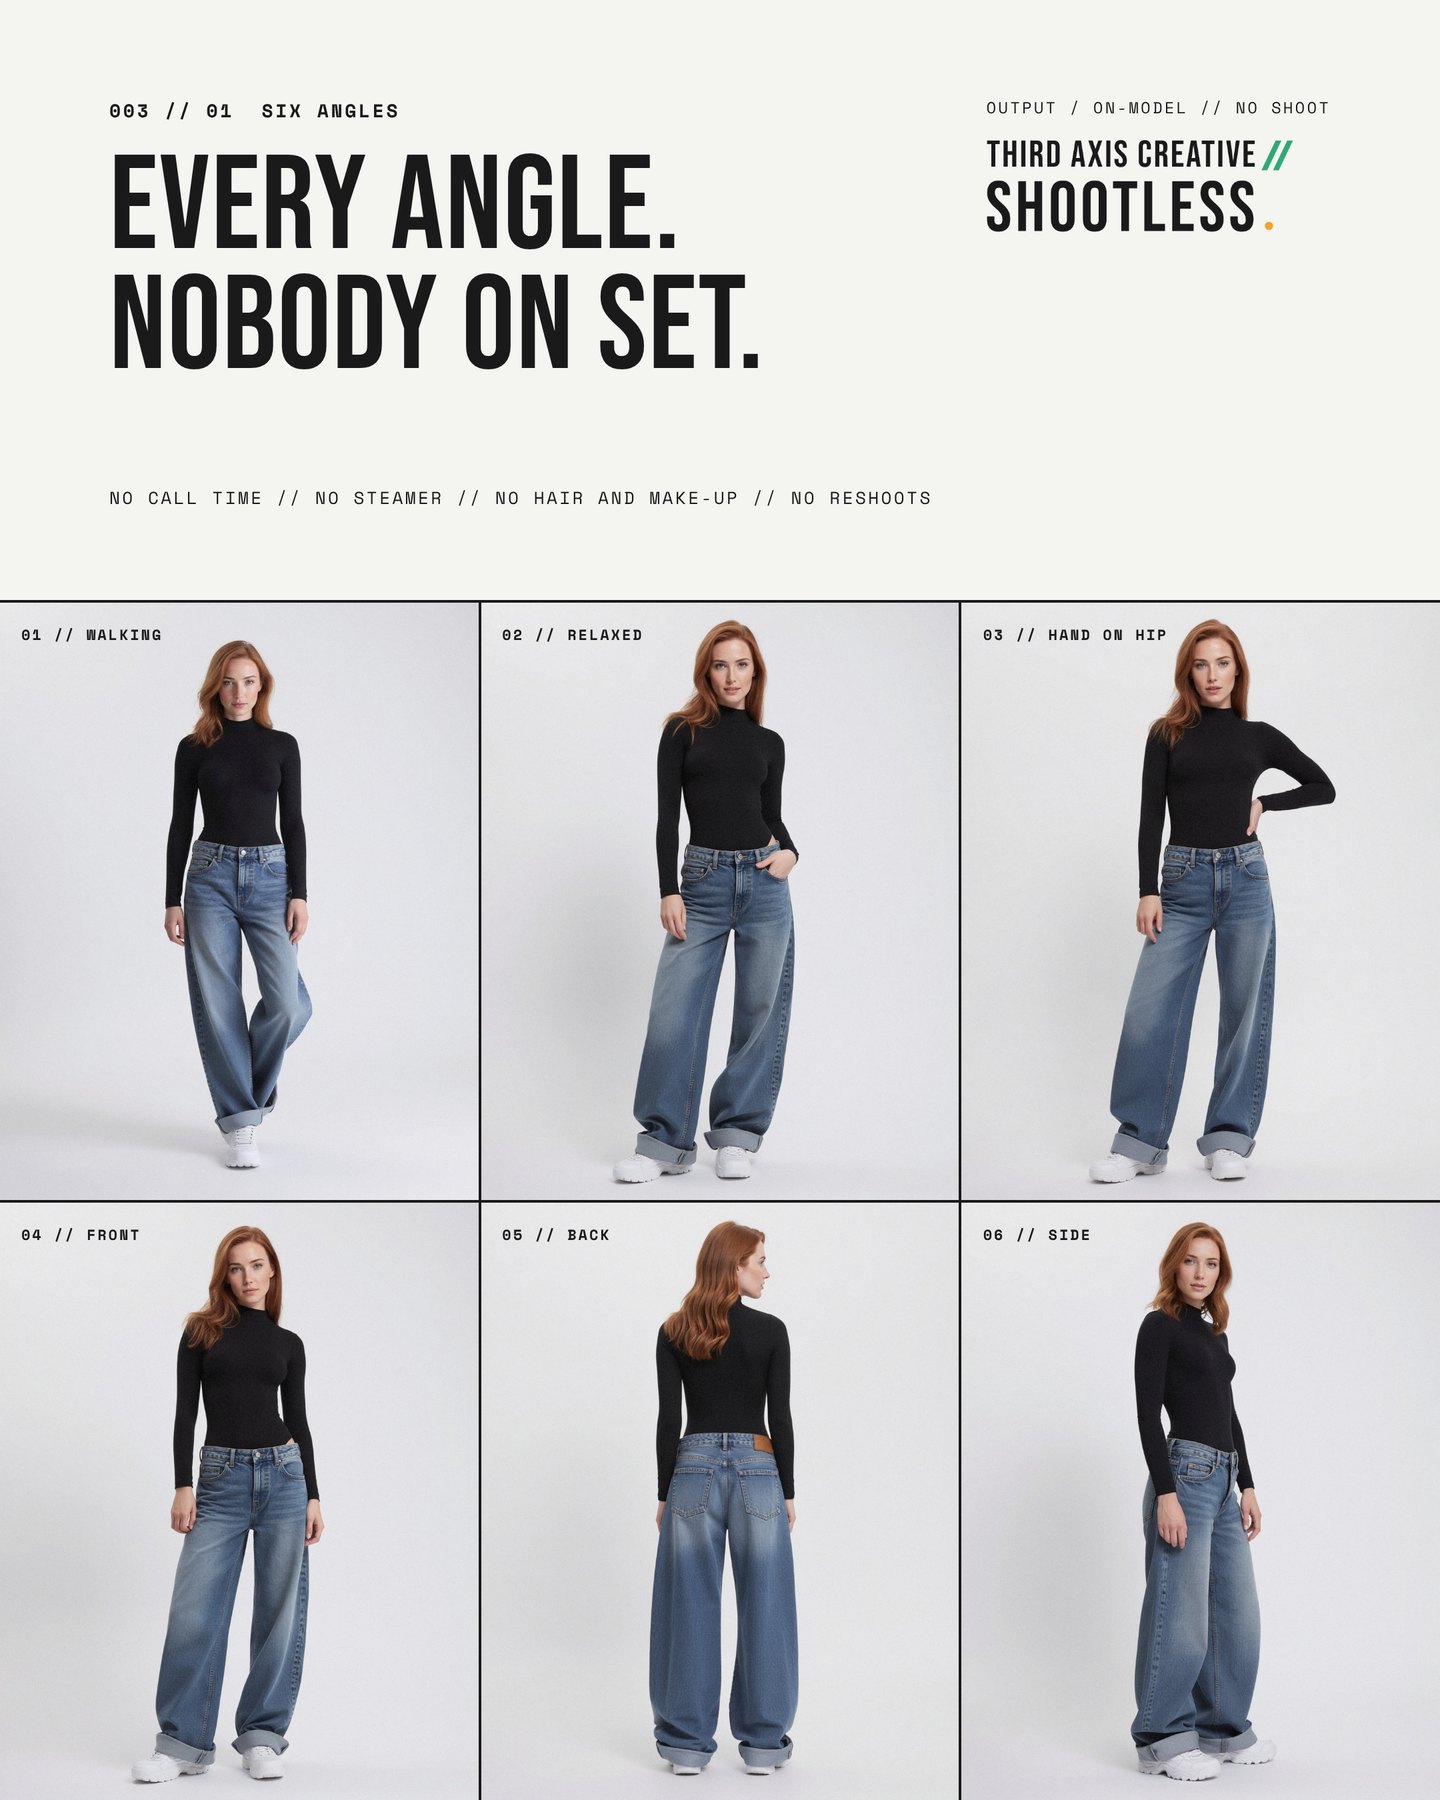 003 // 01 SIX ANGLES
EVERY ANGLE.
NOBODY ON SET.
OUTPUT / ON-MODEL // NO SHOOT
THIRD AXIS CREATIVE //
SHOOTLESS.
NO CALL TIME // NO STEAMER // NO HAIR AND MAKE-UP // NO RESHOOTS
01 // WALKING
02 // RELAXED
03 // HAND ON HIP
04 // FRONT
05 // BACK
06 // SIDE